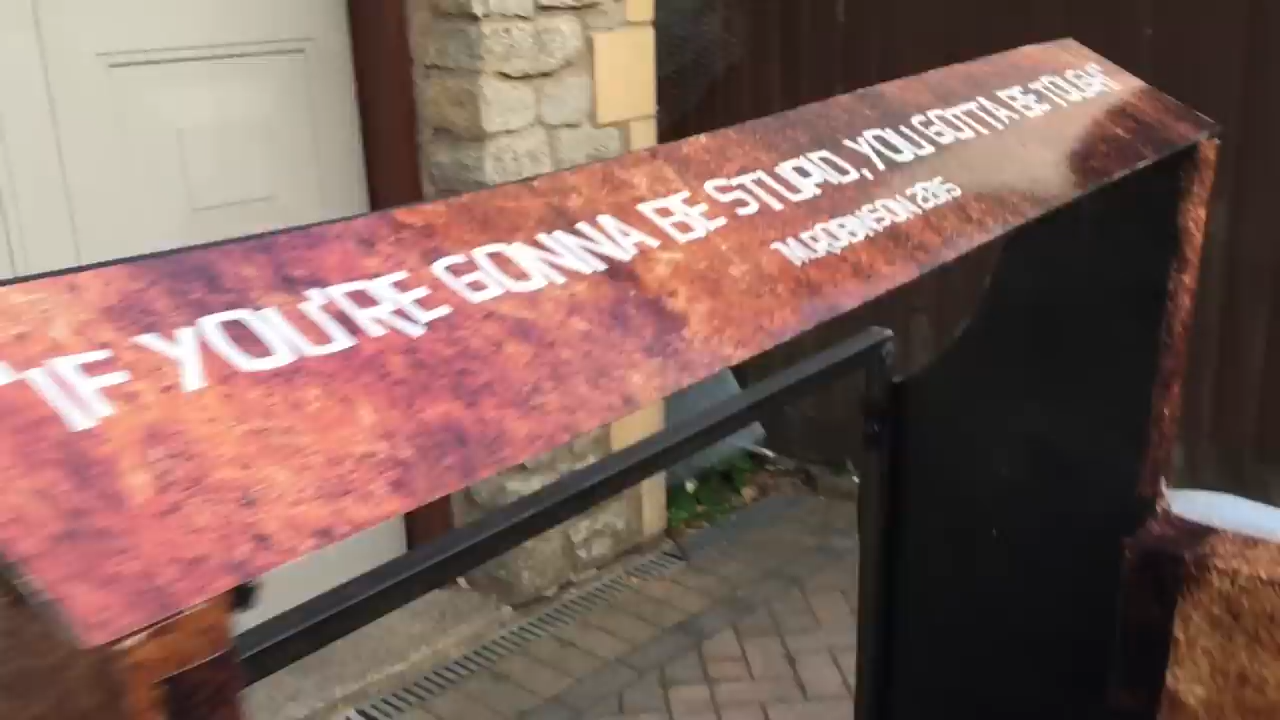 "IF YOU'RE GONNA BE STUPID, YOU GOTTA BE TOUGH"
M.ROBINSON 2015